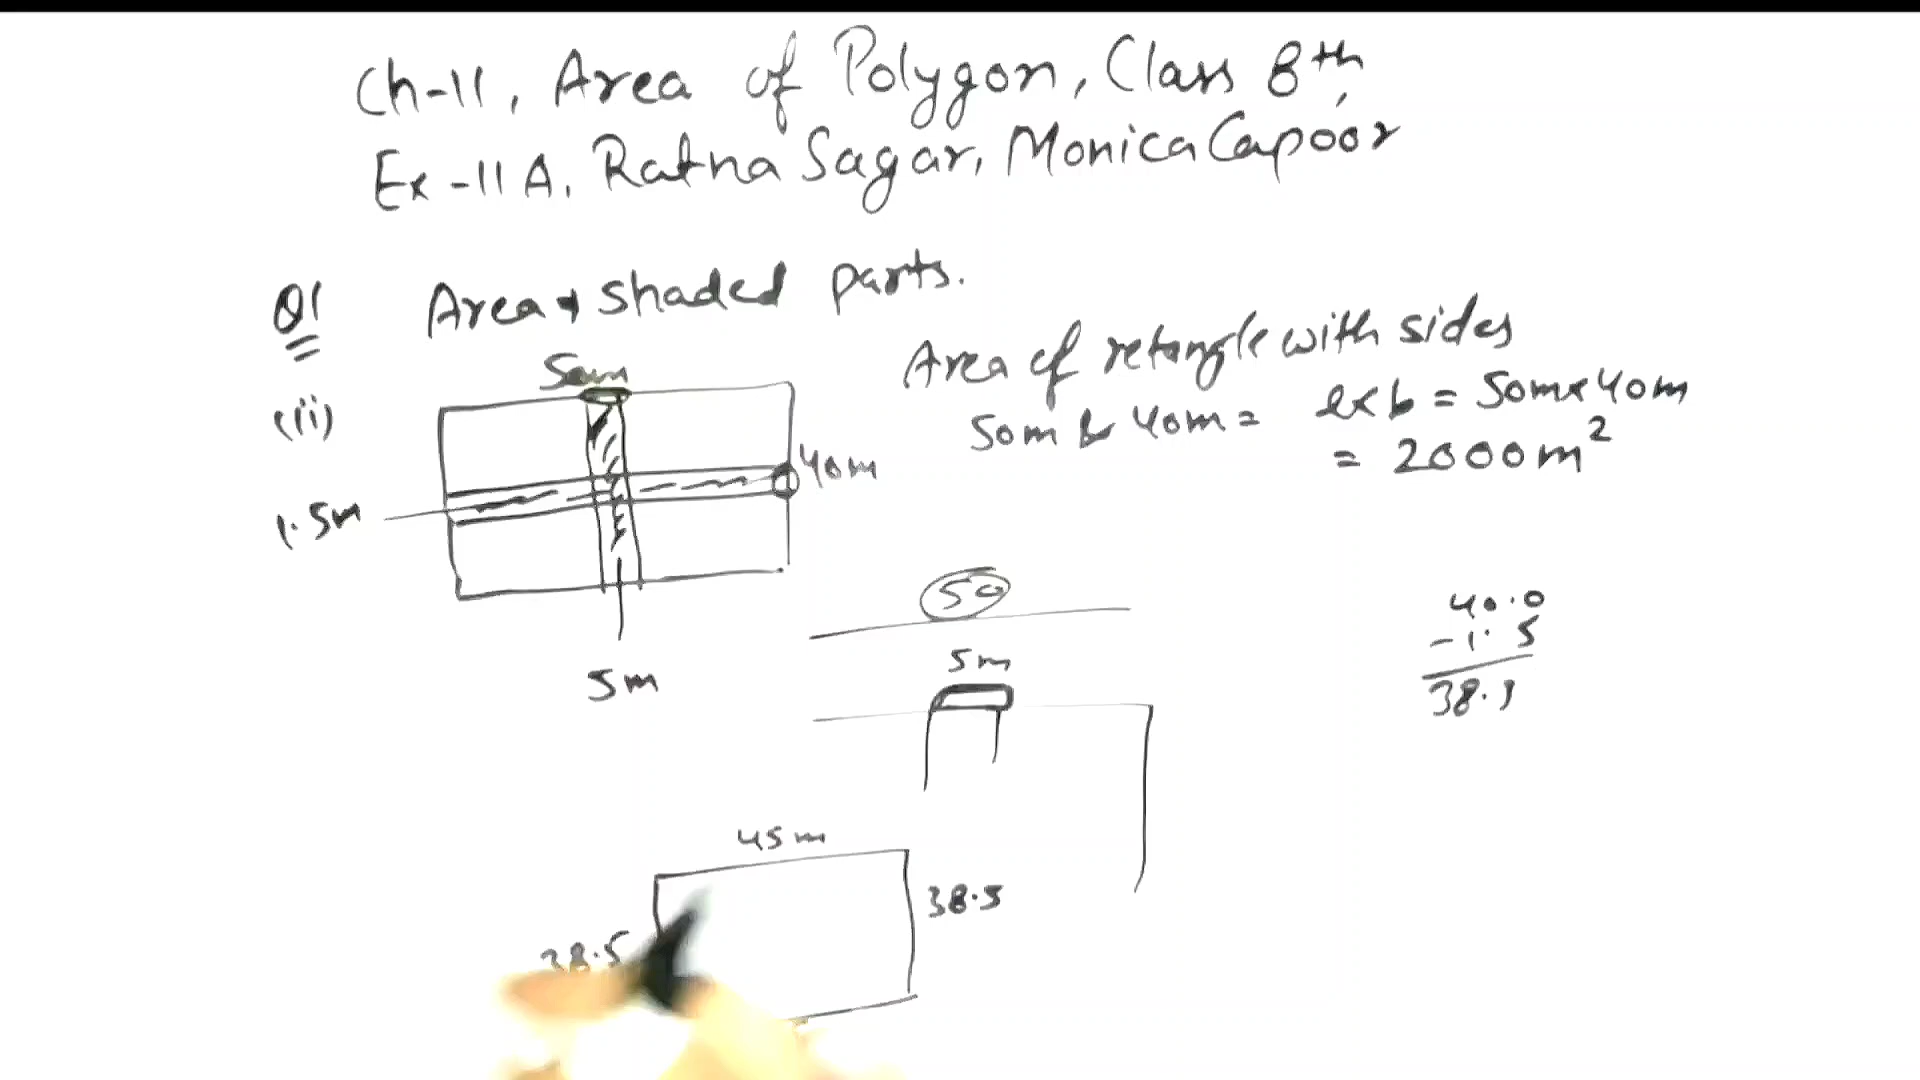 Ch-11, Area of Polygon, Class 8th,
Ex-11A, Ratna Sagar, Monica Capoor
Q1 Area shaded parts.
(ii)
50m
40m
1.5m
5m
Area of retangle with sides
50m & 40m = l×b = 50m×40m
= 2000m²
50
5m
40.0
-1.5
38.5
45m
38.5
38.5